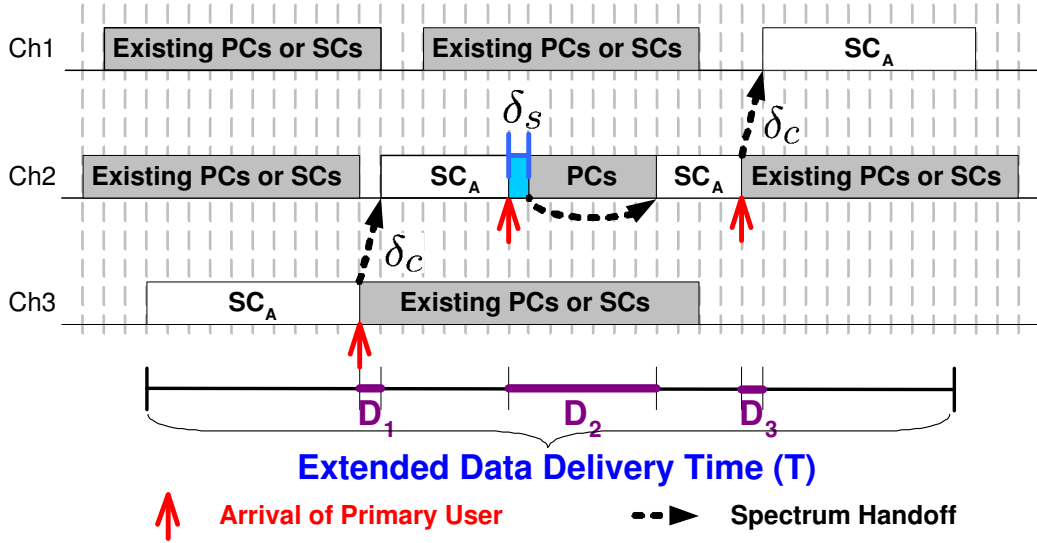 Ch1 Existing PCs or SCs Existing PCs or SCs SC_A
δ_s δ_c
Ch2 Existing PCs or SCs SC_A PCs SC_A Existing PCs or SCs
δ_c
Ch3 SC_A Existing PCs or SCs
D_1 D_2 D_3
Extended Data Delivery Time (T)
Arrival of Primary User Spectrum Handoff